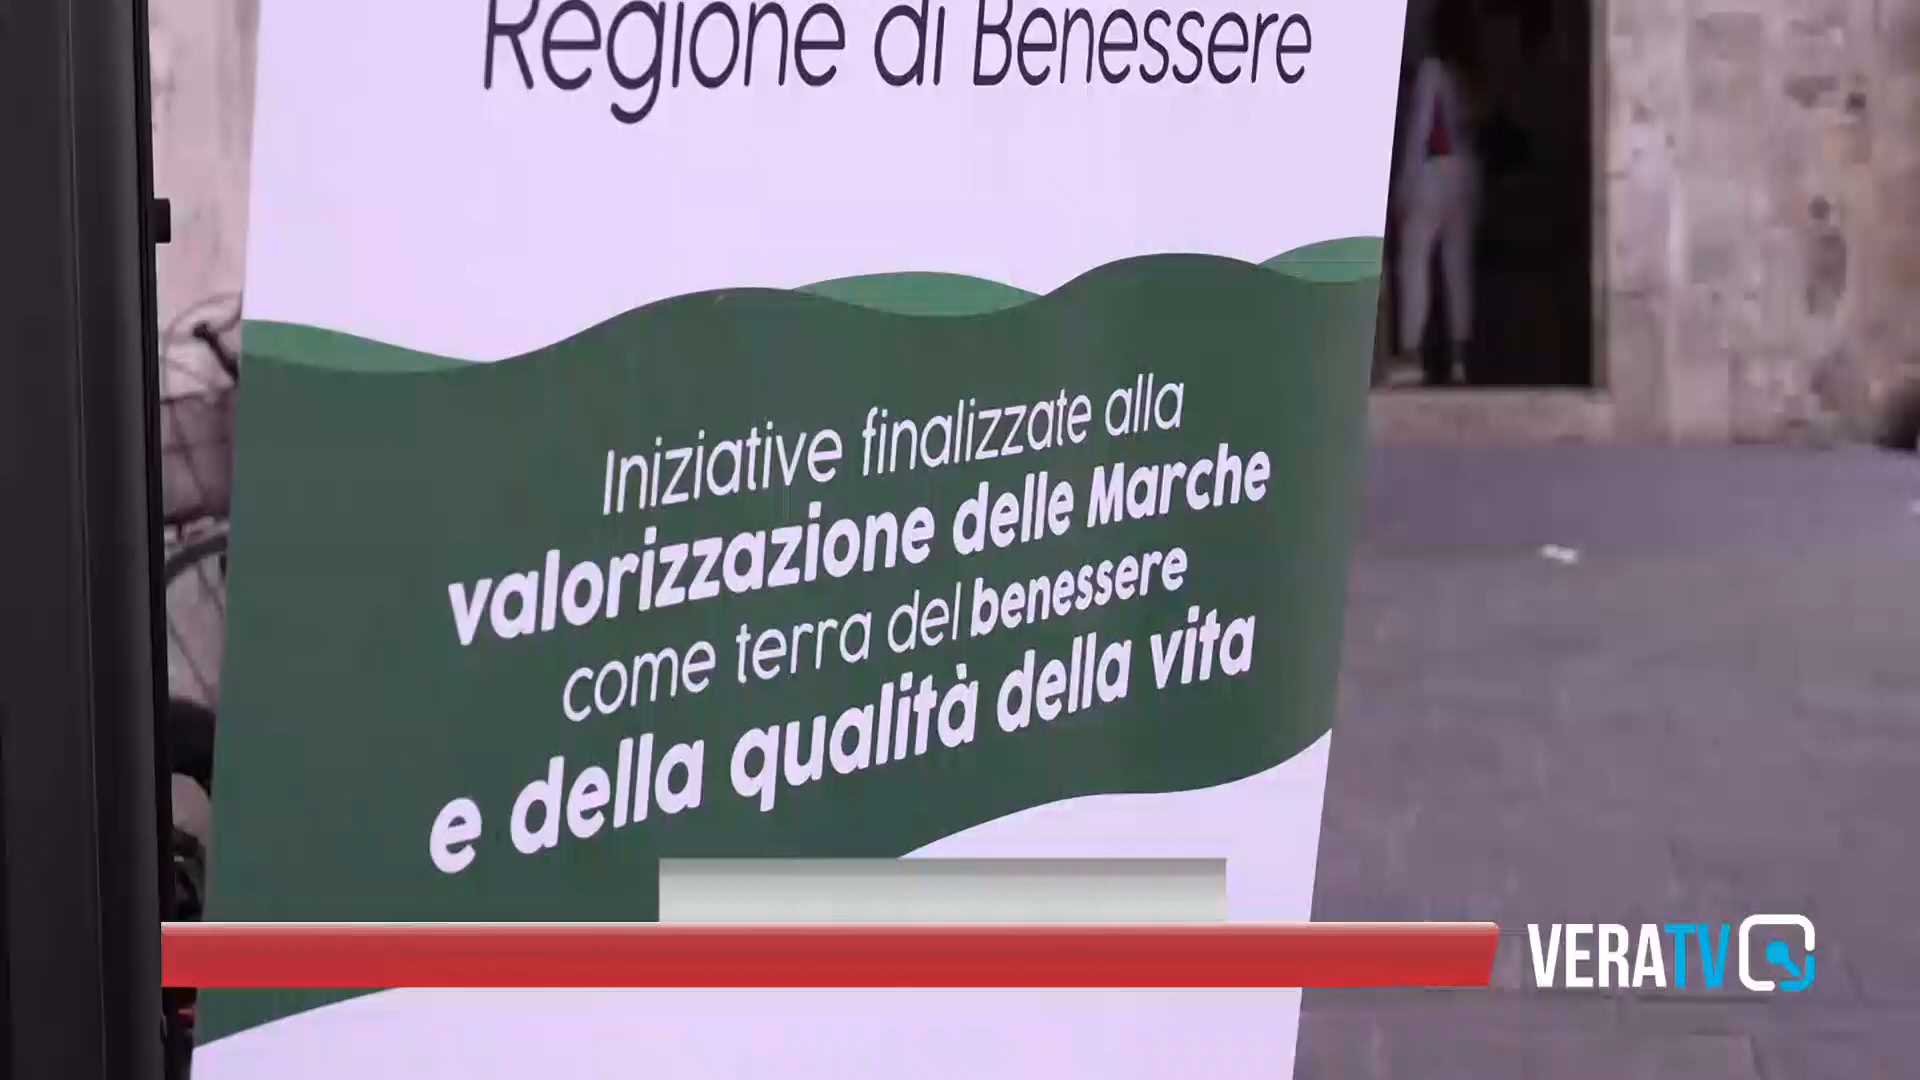 Regione di Benessere
Iniziative finalizzate alla
valorizzazione delle Marche
come terra del benessere
e della qualità della vita
VERATV